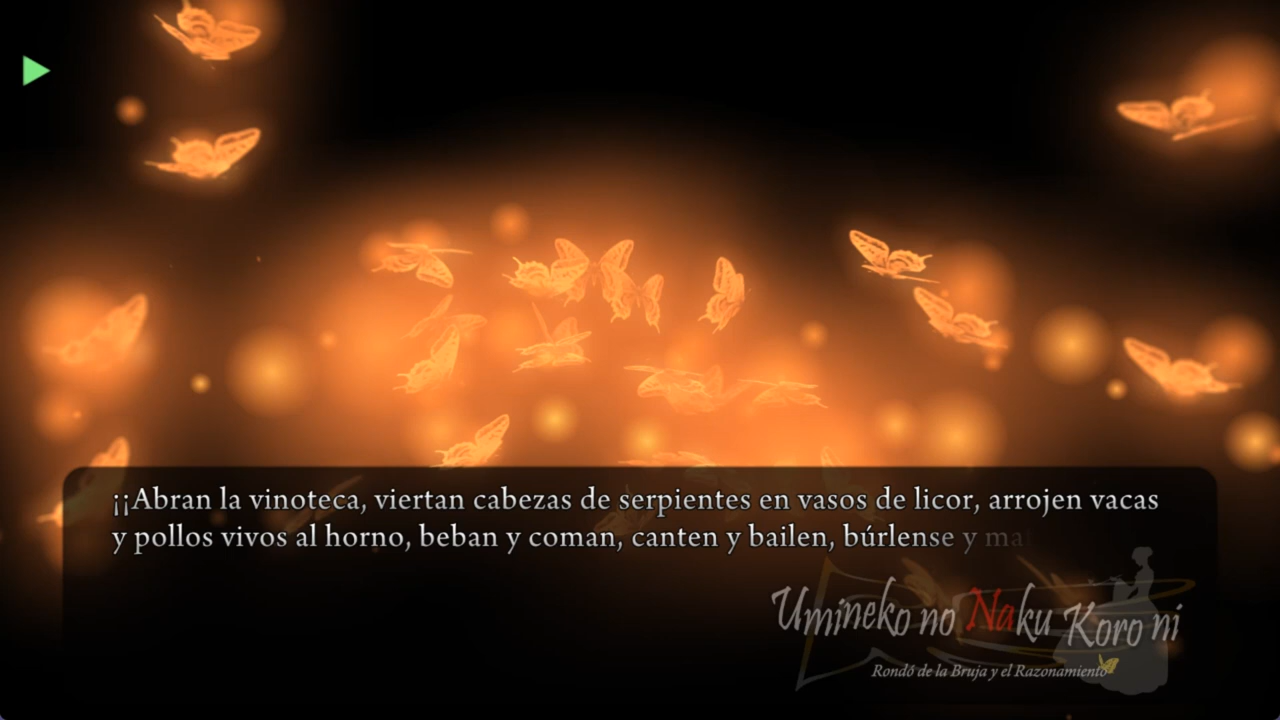 ¡¡Abran la vinoteca, viertan cabezas de serpientes en vasos de licor, arrojen vacas
y pollos vivos al horno, beban y coman, canten y bailen, búrlense y
Umineko no Naku Koro ni
Rondó de la Bruja y el Razonamiento